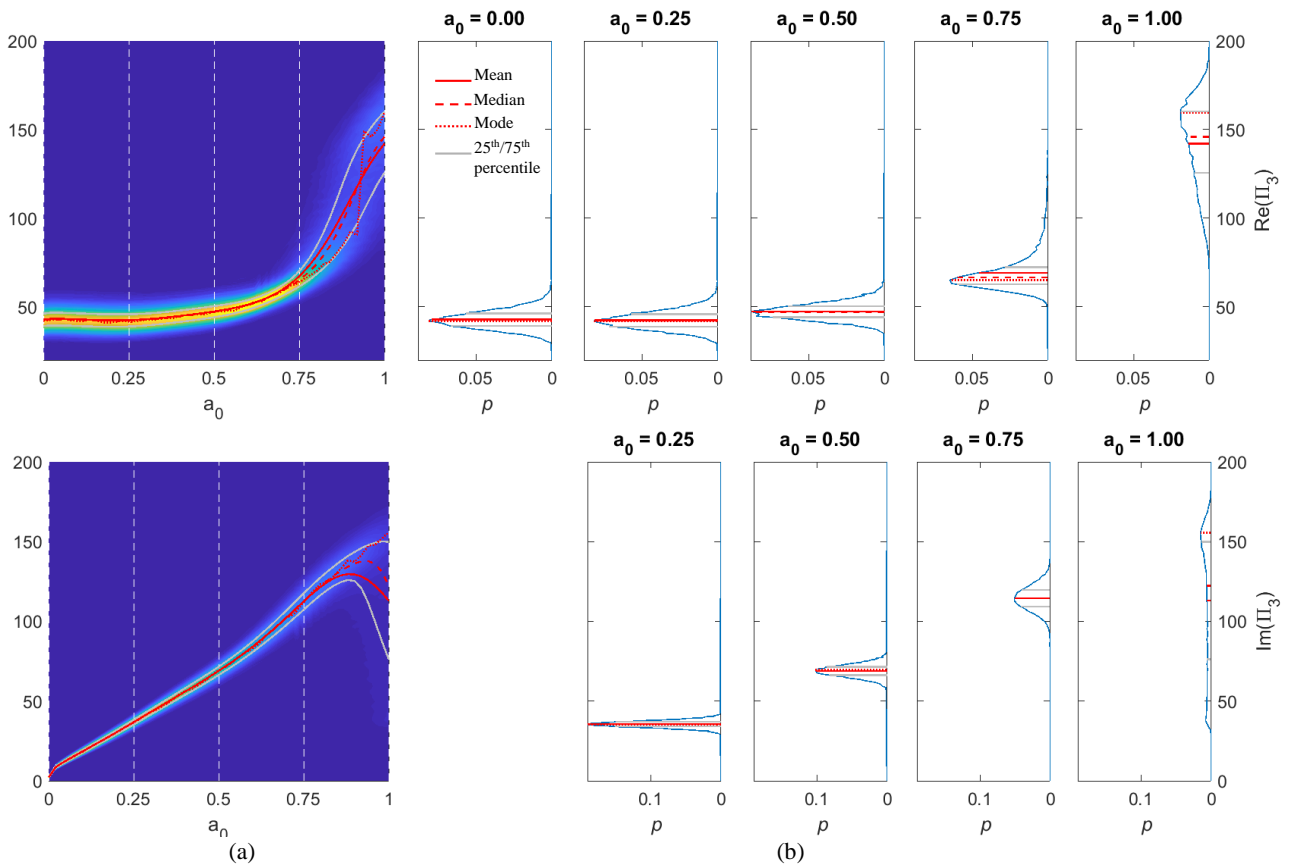 a0 = 0.00 a0 = 0.25 a0 = 0.50 a0 = 0.75 a0 = 1.00
200 200
Mean
Median
Mode
25th/75th
percentile
150 150
100 100
50 50
Re(Π3)
0 0.25 0.5 0.75 1 0.05 0 0.05 0 0.05 0 0.05 0 0.05 0
a0 p p p p p
a0 = 0.25 a0 = 0.50 a0 = 0.75 a0 = 1.00
200 200
150 150
100 100
50 50
0 0
Im(Π3)
0 0.25 0.5 0.75 1 0.1 0 0.1 0 0.1 0 0.1 0
a0 p p p p
(a) (b)